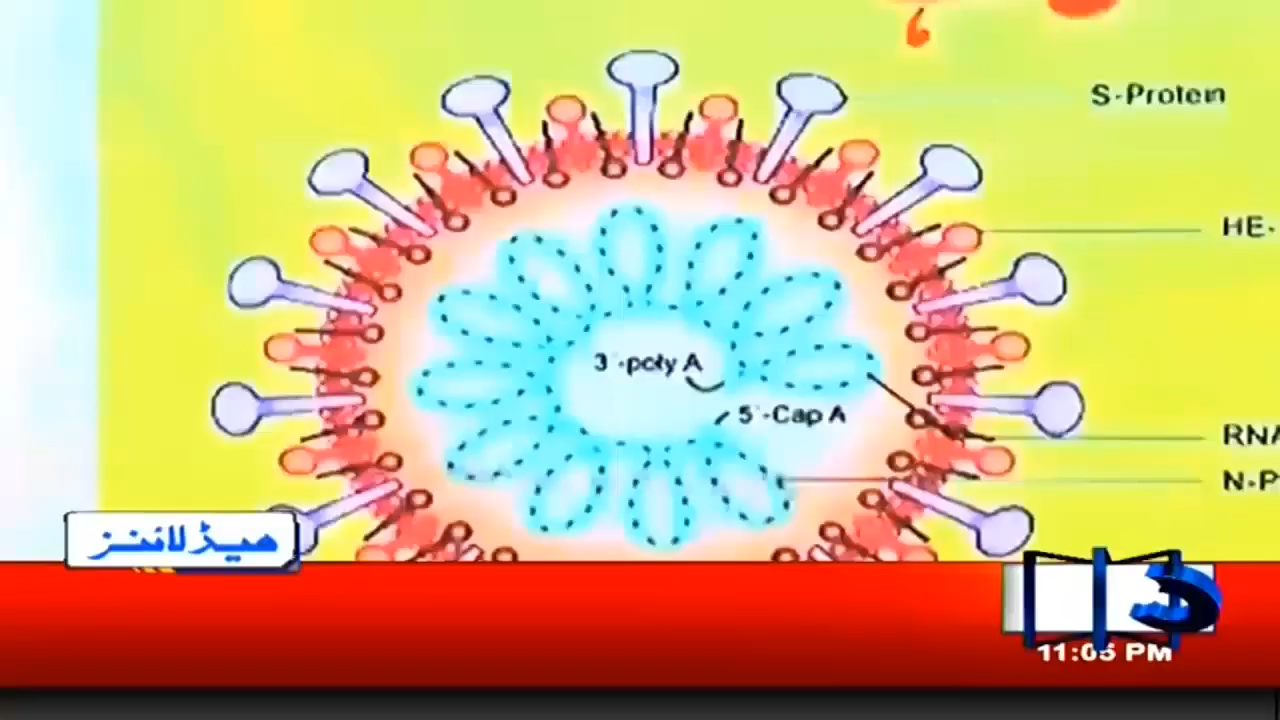 S-Protein
HE-
3'-poly A
5'-Cap A
RNA
N-P
ہیڈلائنز
11:05 PM